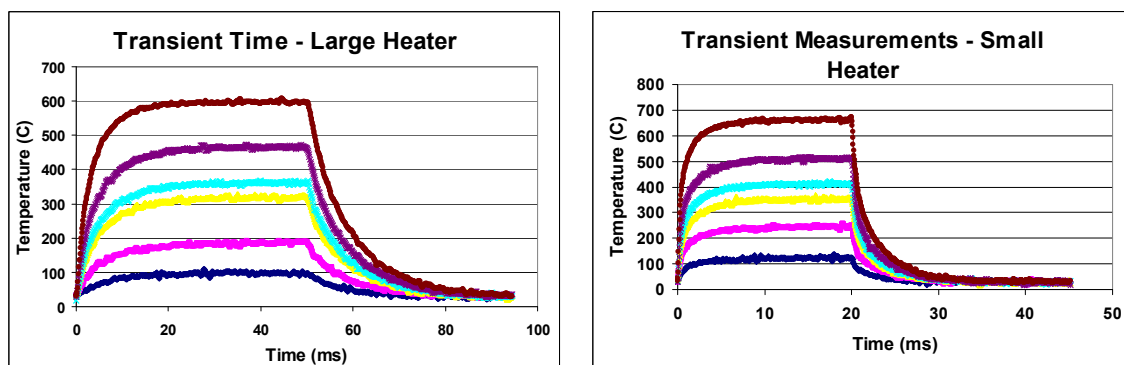 Transient Time - Large Heater
700
600
500
400
300
200
100
0
Temperature (C)
0 20 40 60 80 100
Time (ms)
Transient Measurements - Small
Heater
800
700
600
500
400
300
200
100
0
Temperature (C)
0 10 20 30 40 50
Time (ms)